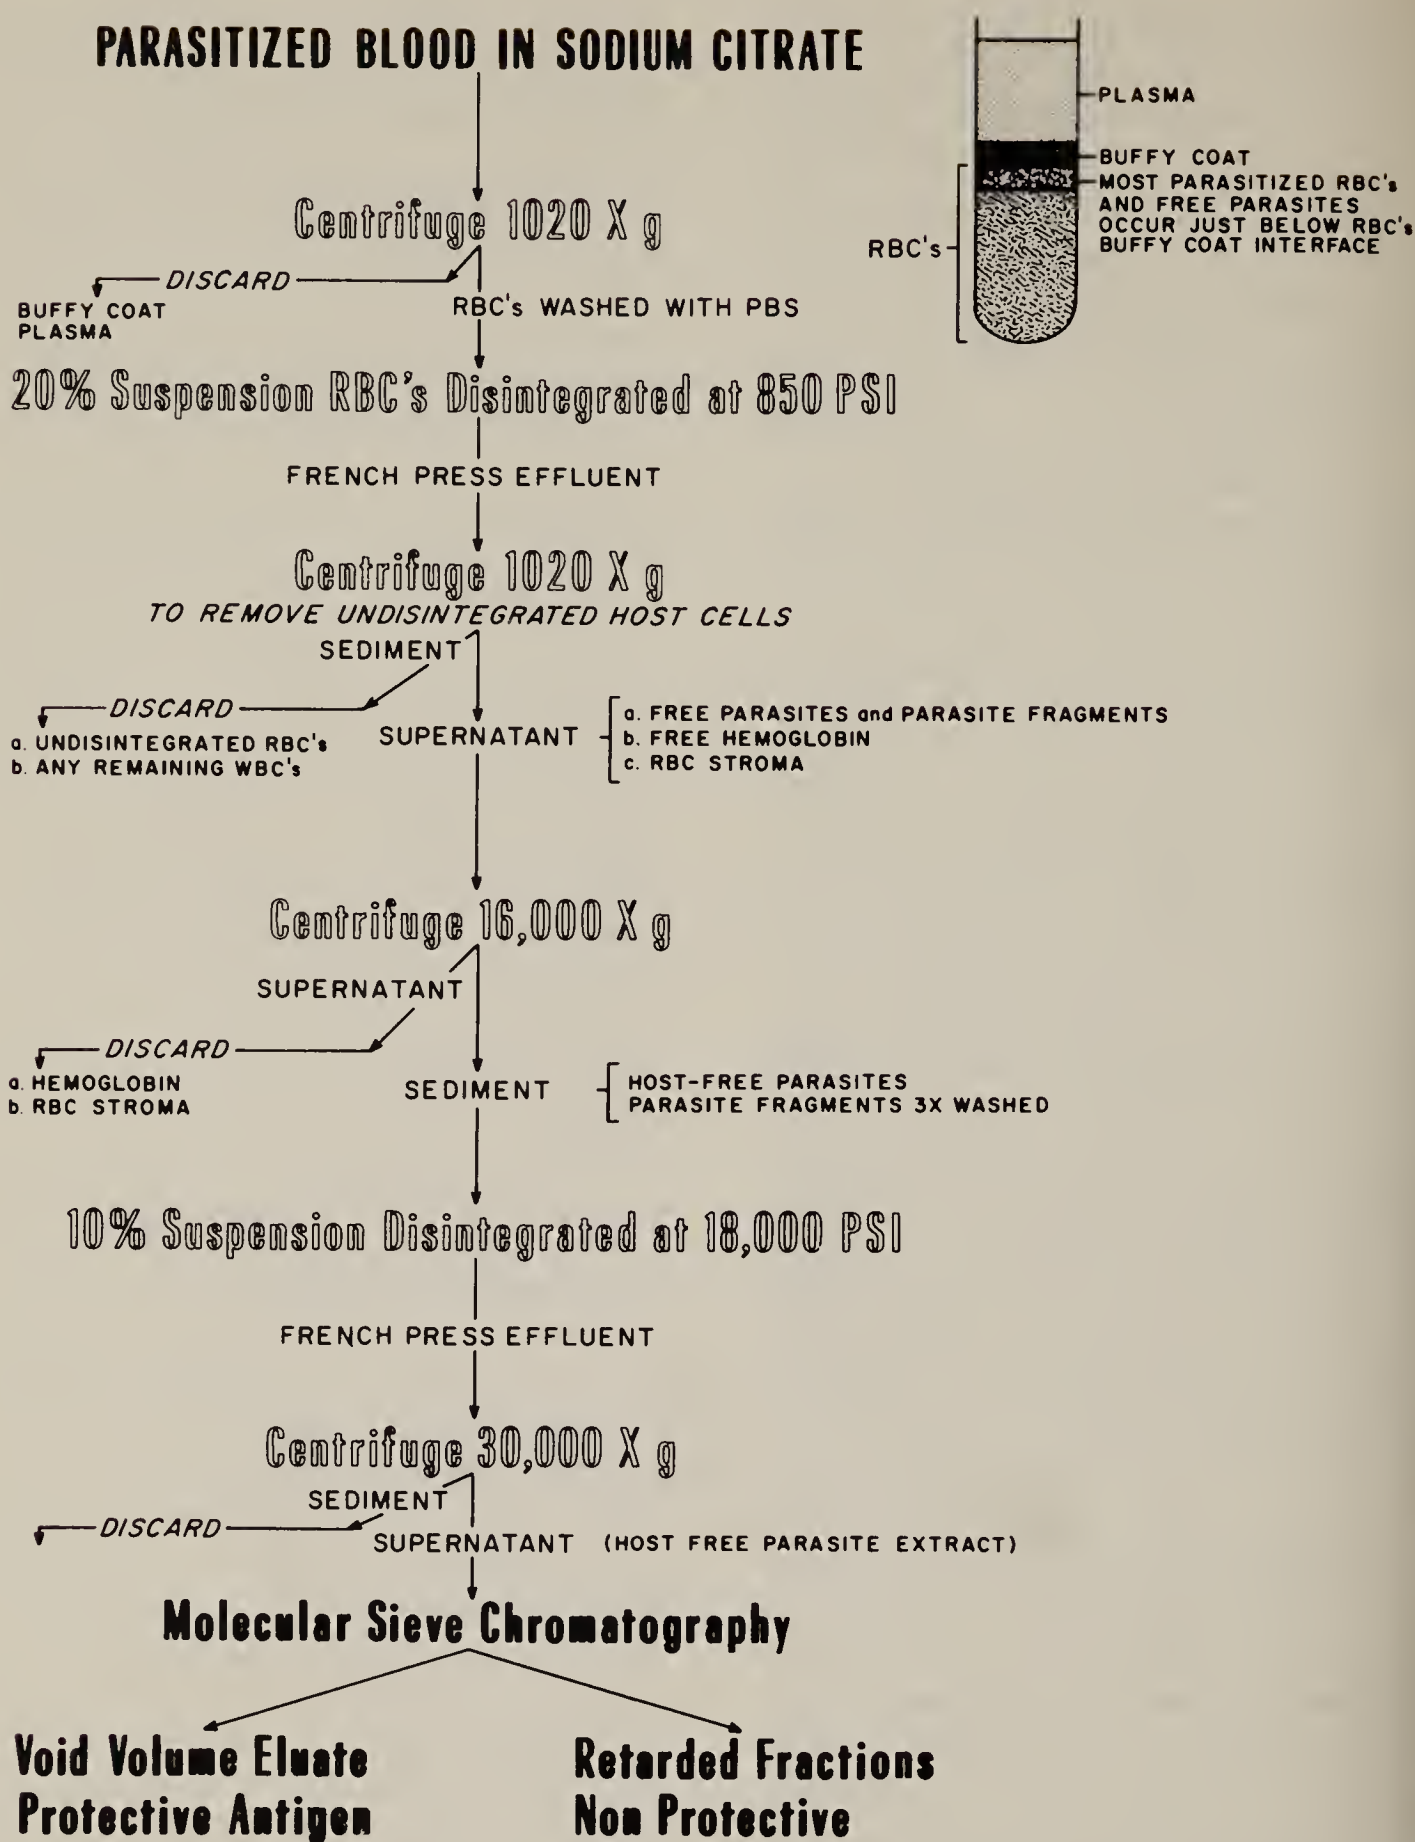 PARASITIZED BLOOD IN SODIUM CITRATE
PLASMA
BUFFY COAT
MOST PARASITIZED RBC's
AND FREE PARASITES
OCCUR JUST BELOW RBC's
BUFFY COAT INTERFACE
RBC's
Centrifuge 1020 X g
DISCARD
BUFFY COAT
PLASMA
RBC's WASHED WITH PBS
20% Suspension RBC's Disintegrated at 850 PSI
FRENCH PRESS EFFLUENT
Centrifuge 1020 X g
TO REMOVE UNDISINTEGRATED HOST CELLS
SEDIMENT
DISCARD
a. UNDISINTEGRATED RBC's
b. ANY REMAINING WBC's
SUPERNATANT
a. FREE PARASITES and PARASITE FRAGMENTS
b. FREE HEMOGLOBIN
c. RBC STROMA
Centrifuge 16,000 X g
SUPERNATANT
DISCARD
a. HEMOGLOBIN
b. RBC STROMA
SEDIMENT
HOST-FREE PARASITES
PARASITE FRAGMENTS 3X WASHED
10% Suspension Disintegrated at 18,000 PSI
FRENCH PRESS EFFLUENT
Centrifuge 30,000 X g
SEDIMENT
DISCARD
SUPERNATANT (HOST FREE PARASITE EXTRACT)
Molecular Sieve Chromatography
Void Volume Eluate
Protective Antigen
Retarded Fractions
Non Protective